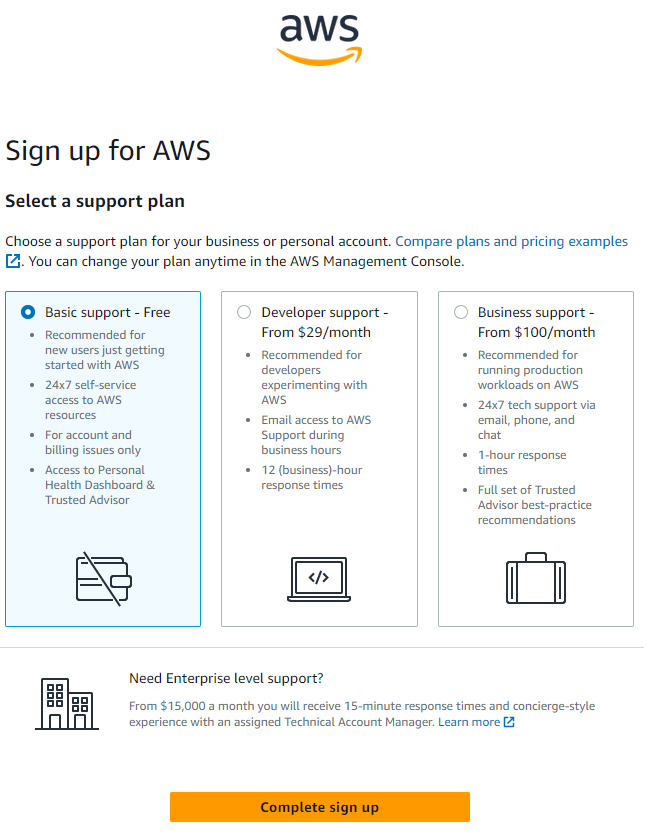 aws
Sign up for AWS
Select a support plan
Choose a support plan for your business or personal account. Compare plans and pricing examples
. You can change your plan anytime in the AWS Management Console.
Basic support - Free
Recommended for
new users just getting
started with AWS
24x7 self-service
access to AWS
resources
For account and
billing issues only
Access to Personal
Health Dashboard &
Trusted Advisor
Developer support -
From $29/month
Recommended for
developers
experimenting with
AWS
Email access to AWS
Support during
business hours
12 (business)-hour
response times
</>
Business support -
From $100/month
Recommended for
running production
workloads on AWS
24x7 tech support via
email, phone, and
chat
1-hour response
times
Full set of Trusted
Advisor best-practice
recommendations
Need Enterprise level support?
From $15,000 a month you will receive 15-minute response times and concierge-style
experience with an assigned Technical Account Manager. Learn more
Complete sign up